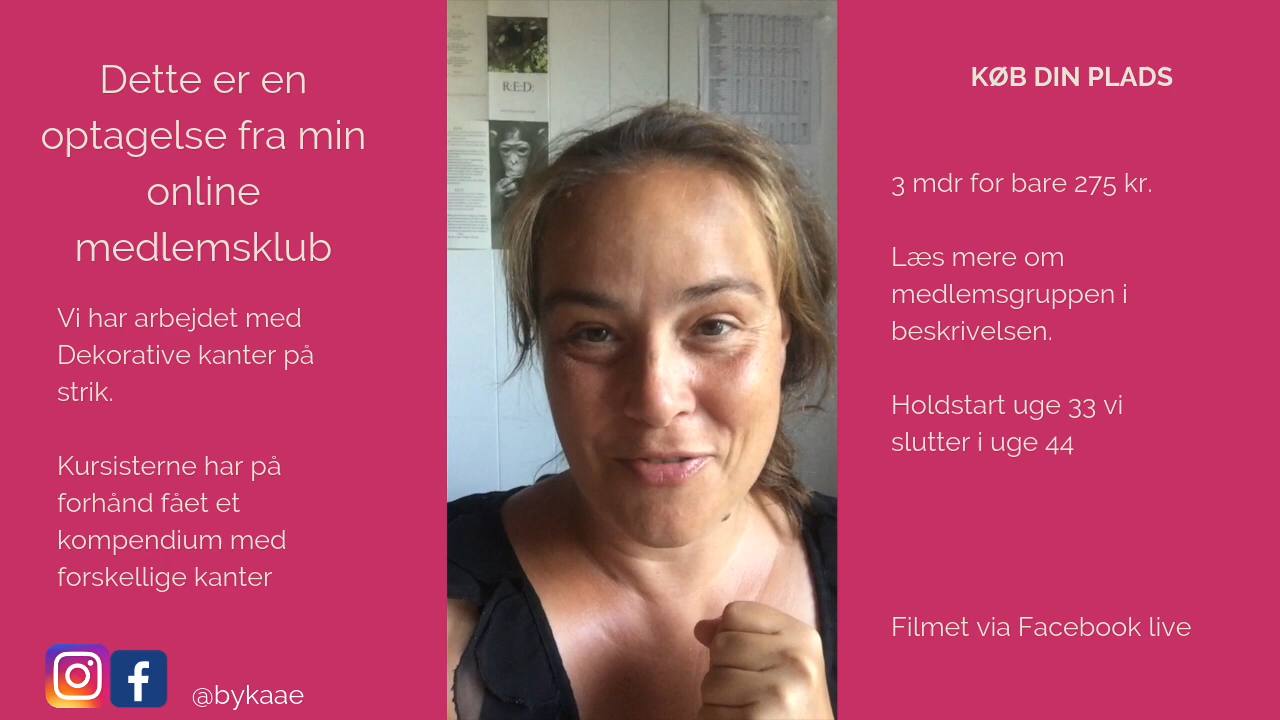 Dette er en
optagelse fra min
online
medlemsklub
Vi har arbejdet med
Dekorative kanter på
strik.
Kursisterne har på
forhånd fået et
kompendium med
forskellige kanter
@bykaae
R:E:D:
KØB DIN PLADS
3 mdr for bare 275 kr.
Læs mere om
medlemsgruppen i
beskrivelsen.
Holdstart uge 33 vi
slutter i uge 44
Filmet via Facebook live